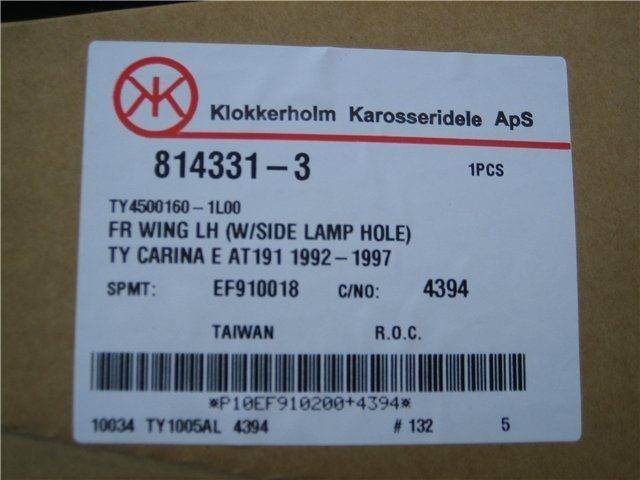 Klokkerholm Karosseridele ApS
814331-3 1PCS
TY4500160-1L00
FR WING LH (W/SIDE LAMP HOLE)
TY CARINA E AT191 1992-1997
SPMT: EF910018 C/NO: 4394
TAIWAN R.O.C.
*P10EF910200+4394*
10034 TY1005AL 4394 # 132 5